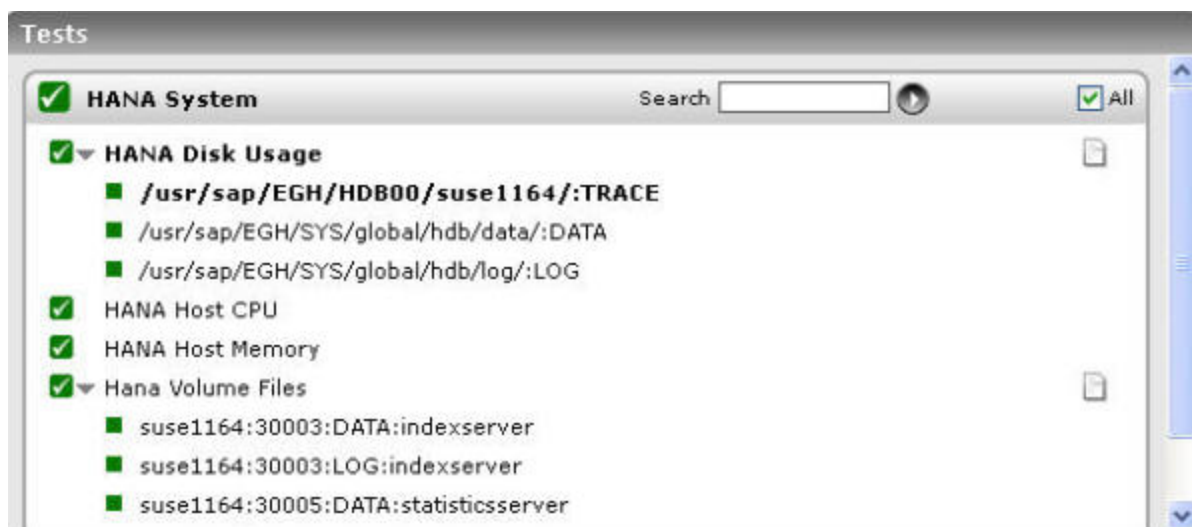 Tests
HANA System Search All
HANA Disk Usage
/usr/sap/EGH/HDB00/suse1164/:TRACE
/usr/sap/EGH/SYS/global/hdb/data/:DATA
/usr/sap/EGH/SYS/global/hdb/log/:LOG
HANA Host CPU
HANA Host Memory
Hana Volume Files
suse1164:30003:DATA:indexserver
suse1164:30003:LOG:indexserver
suse1164:30005:DATA:statisticsserver